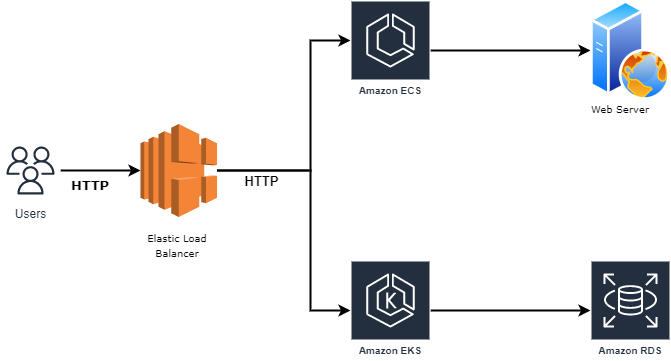 Amazon ECS
Web Server
HTTP
HTTP
Users
Elastic Load
Balancer
K
Amazon EKS
Amazon RDS